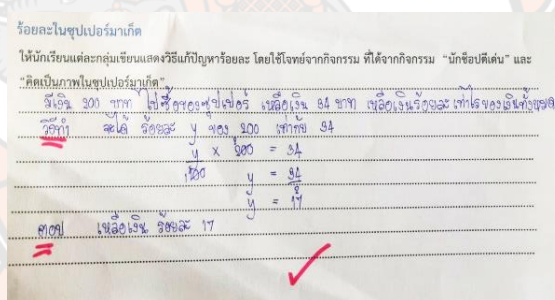 ร้อยละในซุปเปอร์มาเก็ต
ให้นักเรียนแต่ละกลุ่มเขียนแสดงวิธีแก้ปัญหาร้อยละ โดยใช้โจทย์จากกิจกรรม ที่ได้จากกิจกรรม "นักช็อปดีเด่น" และ
"คิดเป็นภาพในซุปเปอร์มาเก็ต"
มีเงิน 200 บาท ไปซื้อของซุปเปอร์ เหลือเงิน 34 บาท เหลือเงินร้อยละเท่าไรของเงินทั้งหมด
วิธีทำ จะได้ ร้อยละ y ของ 200 เท่ากับ 34
y/100 × 200 = 34
y = 34/2
y = 17
ตอบ เหลือเงิน ร้อยละ 17